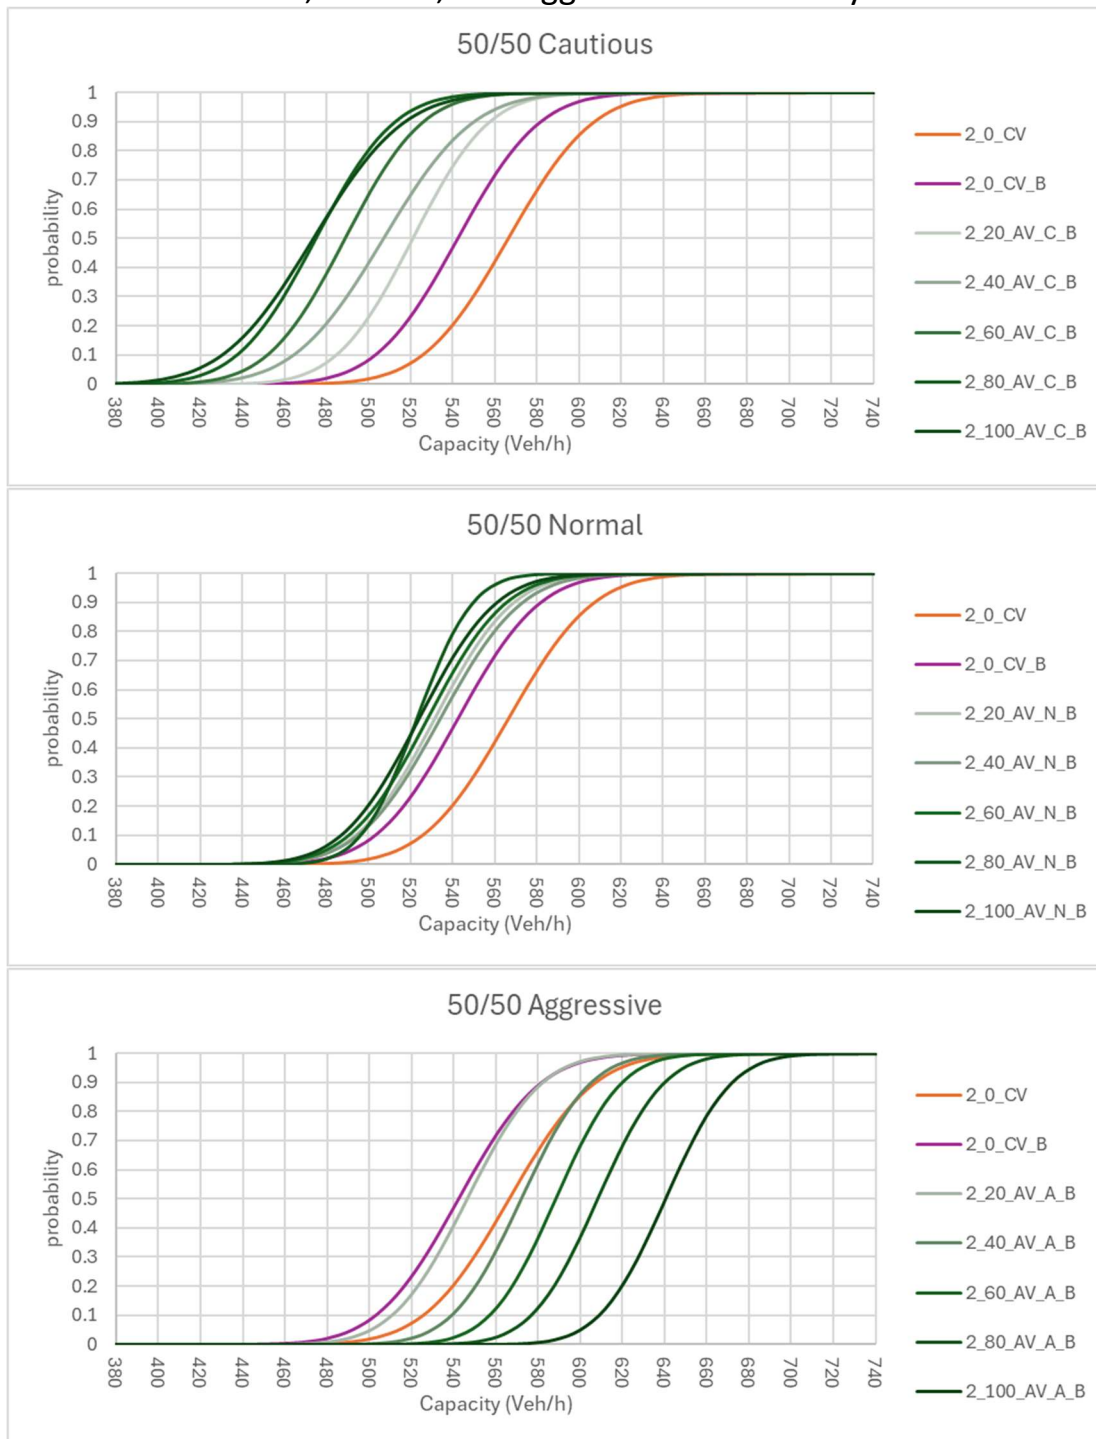 50/50 Cautious
1
0.9
0.8
0.7
0.6
0.5
0.4
0.3
0.2
0.1
0
probability
380 400 420 440 460 480 500 520 540 560 580 600 620 640 660 680 700 720 740
Capacity (Veh/h)
2_0_CV
2_0_CV_B
2_20_AV_C_B
2_40_AV_C_B
2_60_AV_C_B
2_80_AV_C_B
2_100_AV_C_B
50/50 Normal
1
0.9
0.8
0.7
0.6
0.5
0.4
0.3
0.2
0.1
0
probability
380 400 420 440 460 480 500 520 540 560 580 600 620 640 660 680 700 720 740
Capacity (Veh/h)
2_0_CV
2_0_CV_B
2_20_AV_N_B
2_40_AV_N_B
2_60_AV_N_B
2_80_AV_N_B
2_100_AV_N_B
50/50 Aggressive
1
0.9
0.8
0.7
0.6
0.5
0.4
0.3
0.2
0.1
0
probability
380 400 420 440 460 480 500 520 540 560 580 600 620 640 660 680 700 720 740
Capacity (Veh/h)
2_0_CV
2_0_CV_B
2_20_AV_A_B
2_40_AV_A_B
2_60_AV_A_B
2_80_AV_A_B
2_100_AV_A_B